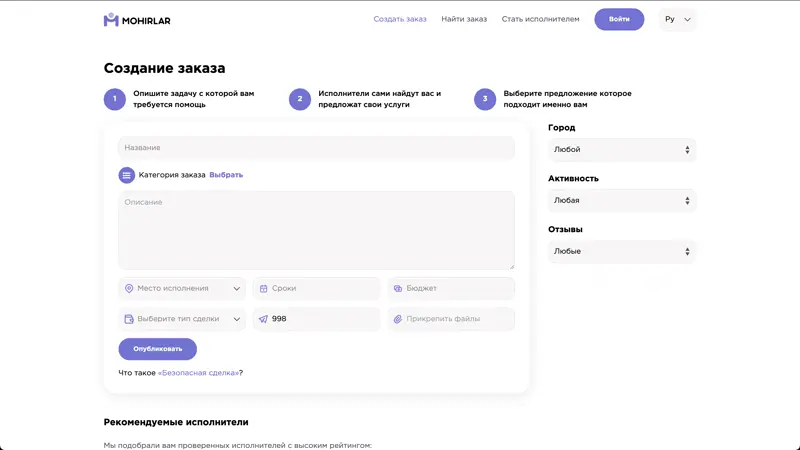 MOHIRLAR
Создать заказ
Найти заказ
Стать исполнителем
Войти
Ру
Создание заказа
1
Опишите задачу с которой вам
требуется помощь
2
Исполнители сами найдут вас и
предложат свои услуги
3
Выберите предложение которое
подходит именно вам
Название
Категория заказа Выбрать
Описание
Место исполнения
Сроки
Бюджет
Выберите тип сделки
998
Прикрепить файлы
Опубликовать
Что такое «Безопасная сделка»?
Город
Любой
Активность
Любая
Отзывы
Любые
Рекомендуемые исполнители
Мы подобрали вам проверенных исполнителей с высоким рейтингом: